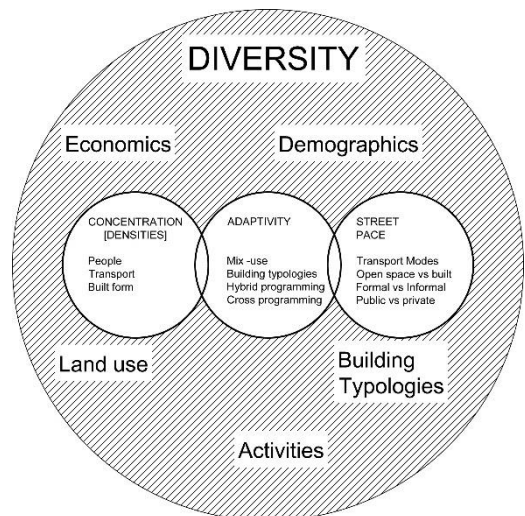 DIVERSITY
Economics
Demographics
CONCENTRATION
[DENSITIES]
People
Transport
Built form
ADAPTIVITY
Mix -use
Building typologies
Hybrid programming
Cross programming
STREET
PACE
Transport Modes
Open space vs built
Formal vs Informal
Public vs private
Land use
Building
Typologies
Activities